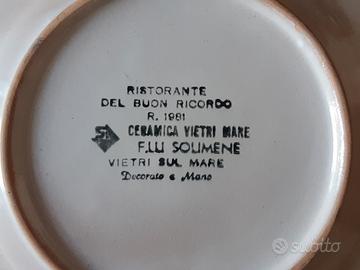 RISTORANTE
DEL BUON RICORDO
R. 1981
CERAMICA VIETRI MARE
F.LLI SOLIMENE
VIETRI SUL MARE
Decorato a Mano
subito